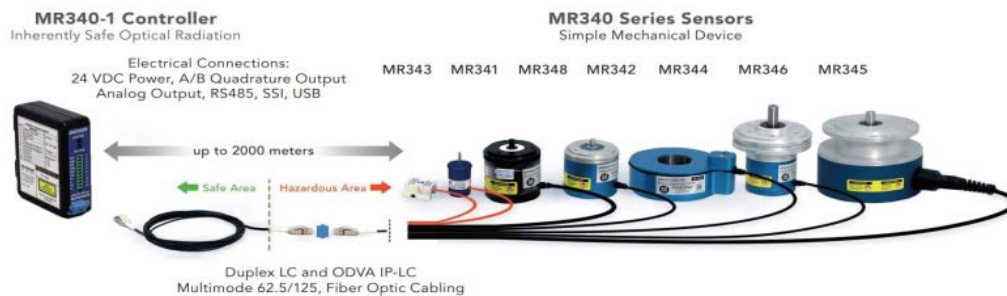 MR340-1 Controller
Inherently Safe Optical Radiation
MR340 Series Sensors
Simple Mechanical Device
Electrical Connections:
24 VDC Power, A/B Quadrature Output
Analog Output, RS485, SSI, USB
MR343 MR341 MR348 MR342 MR344 MR346 MR345
up to 2000 meters
Safe Area
Hazardous Area
Duplex LC and ODVA IP-LC
Multimode 62.5/125, Fiber Optic Cabling